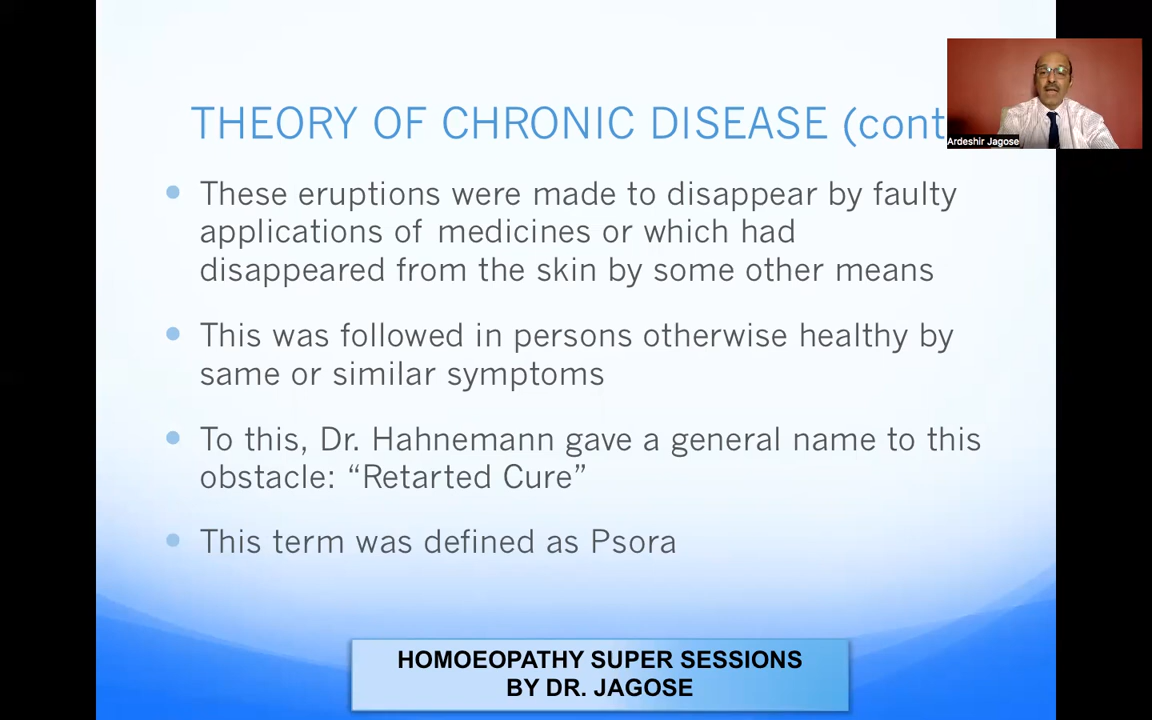 THEORY OF CHRONIC DISEASE (cont
Ardeshir Jagose
These eruptions were made to disappear by faulty
applications of medicines or which had
disappeared from the skin by some other means
This was followed in persons otherwise healthy by
same or similar symptoms
To this, Dr. Hahnemann gave a general name to this
obstacle: “Retarted Cure”
This term was defined as Psora
HOMOEOPATHY SUPER SESSIONS
BY DR. JAGOSE